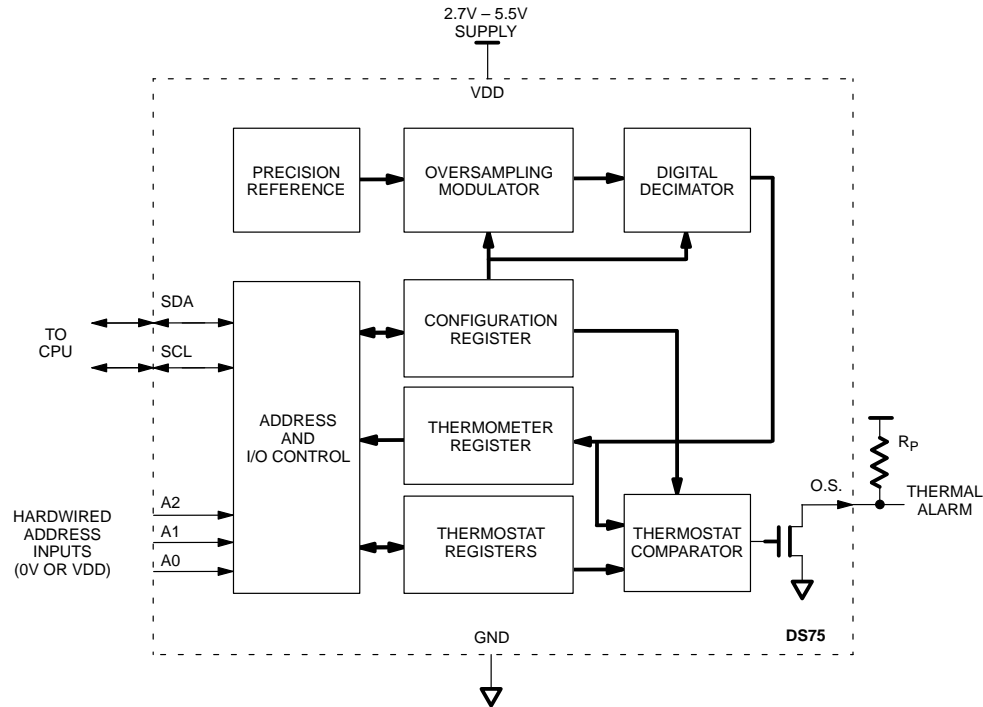 2.7V – 5.5V
SUPPLY
VDD
PRECISION
REFERENCE
OVERSAMPLING
MODULATOR
DIGITAL
DECIMATOR
SDA
TO
CPU
SCL
CONFIGURATION
REGISTER
ADDRESS
AND
I/O CONTROL
THERMOMETER
REGISTER
RP
O.S.
THERMAL
ALARM
HARDWIRED
ADDRESS
INPUTS
(0V OR VDD)
A2
A1
A0
THERMOSTAT
REGISTERS
THERMOSTAT
COMPARATOR
GND
DS75